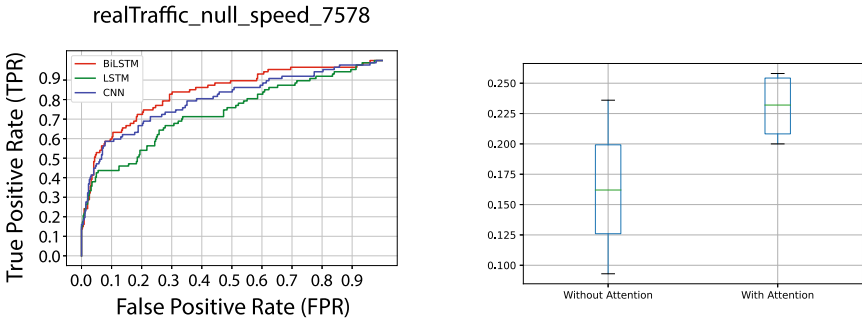 realTraffic_null_speed_7578
True Positive Rate (TPR)
0.9
0.8
0.7
0.6
0.5
0.4
0.3
0.2
0.1
0.0
BiLSTM
LSTM
CNN
0.0 0.1 0.2 0.3 0.4 0.5 0.6 0.7 0.8 0.9
False Positive Rate (FPR)
0.250
0.225
0.200
0.175
0.150
0.125
0.100
Without Attention With Attention